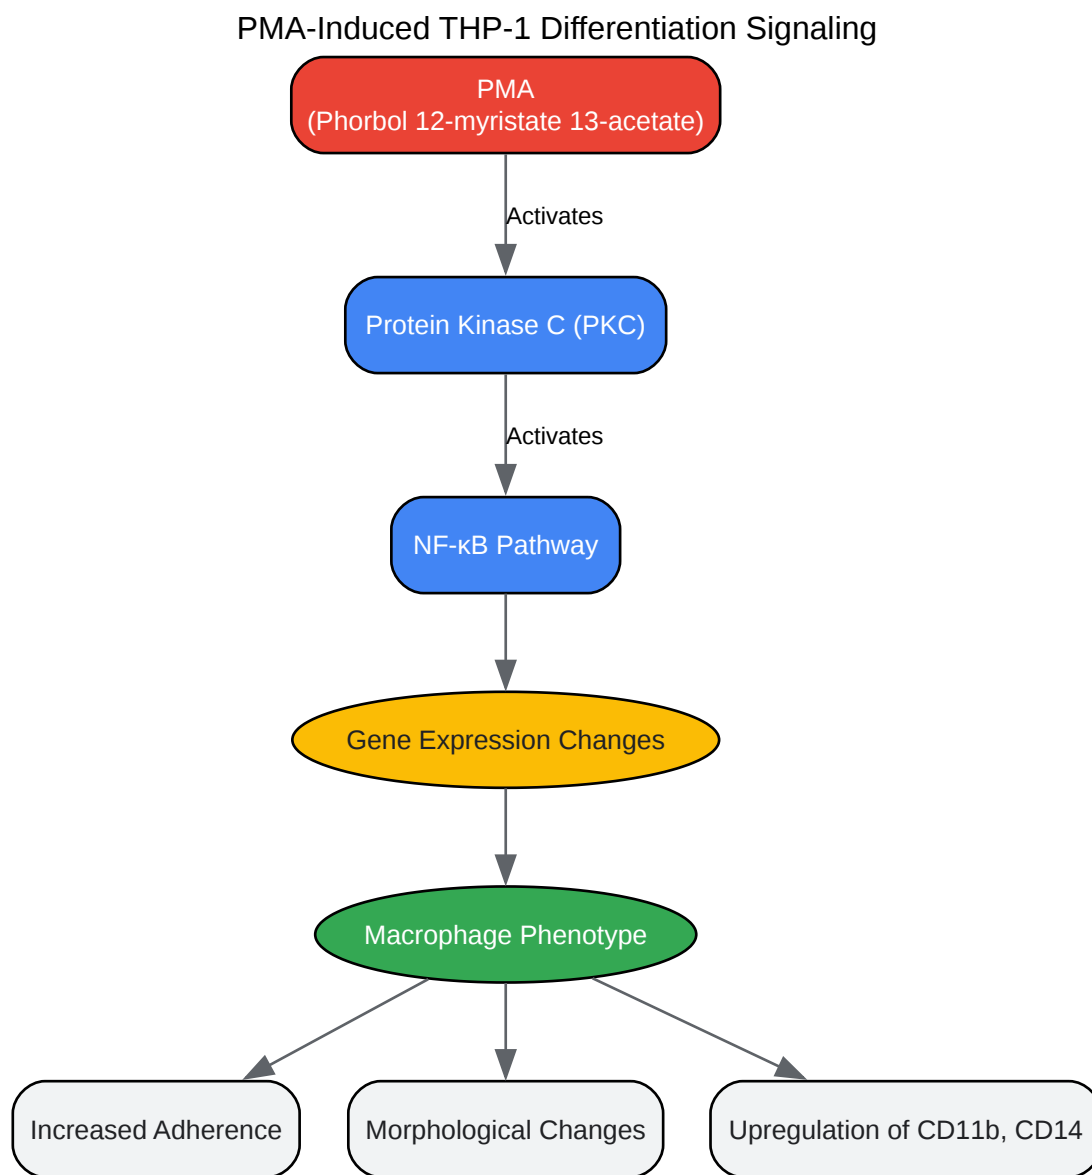 PMA-Induced THP-1 Differentiation Signaling
PMA
(Phorbol 12-myristate 13-acetate)
Activates
Protein Kinase C (PKC)
Activates
NF-κB Pathway
Gene Expression Changes
Macrophage Phenotype
Increased Adherence
Morphological Changes
Upregulation of CD11b, CD14